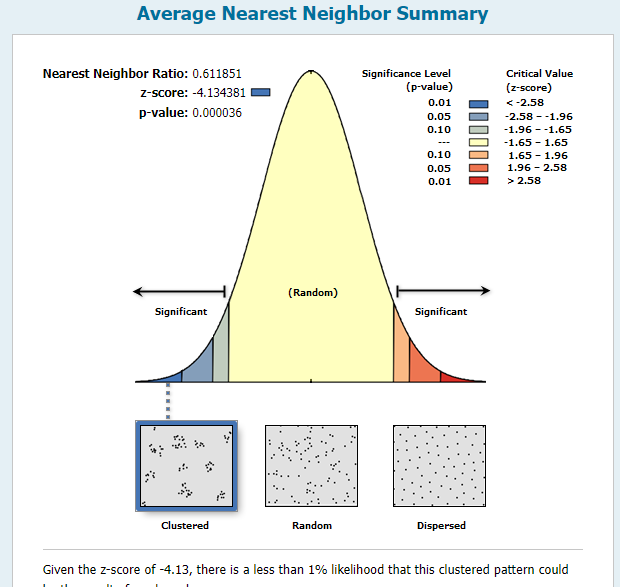 Average Nearest Neighbor Summary
Nearest Neighbor Ratio: 0.611851
z-score: -4.134381
p-value: 0.000036
Significance Level
(p-value)
Critical Value
(z-score)
0.01 < -2.58
0.05 -2.58 - -1.96
0.10 -1.96 - -1.65
--- -1.65 - 1.65
0.10 1.65 - 1.96
0.05 1.96 - 2.58
0.01 > 2.58
(Random)
Significant
Significant
Clustered
Random
Dispersed
Given the z-score of -4.13, there is a less than 1% likelihood that this clustered pattern could